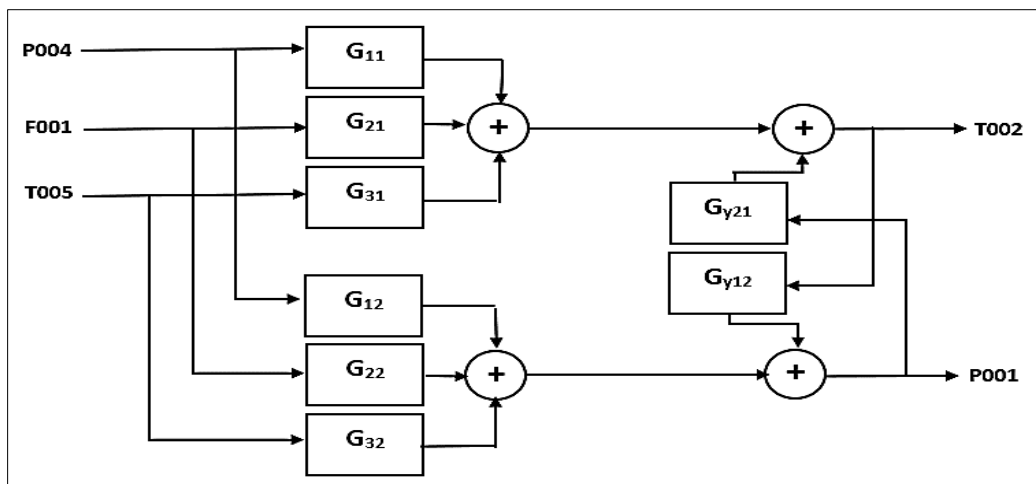 P004
G11
F001
G21
+
+
T002
T005
G31
Gy21
Gy12
G12
G22
+
+
P001
G32